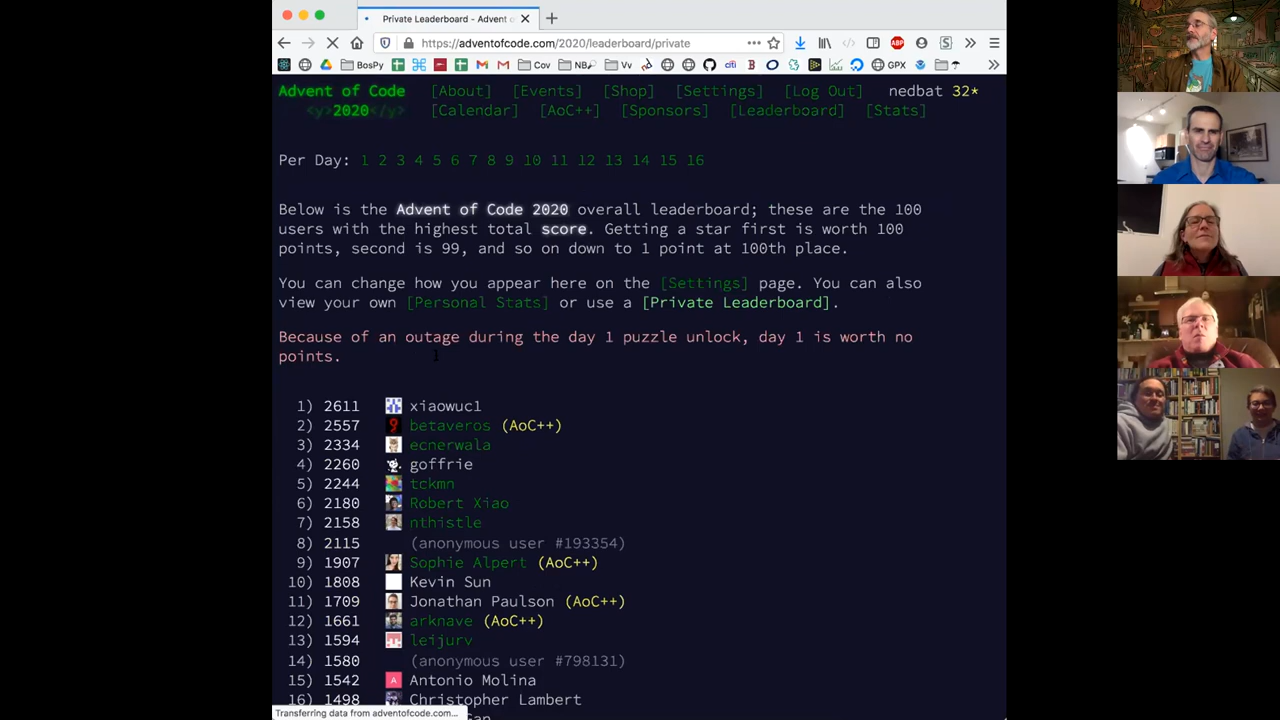 Private Leaderboard - Advent o
https://adventofcode.com/2020/leaderboard/private
BosPy
Cov
NB
Vv
citi
GPX
Advent of Code [About] [Events] [Shop] [Settings] [Log Out] nedbat 32*
<y>2020</y> [Calendar] [AoC++] [Sponsors] [Leaderboard] [Stats]
Per Day: 1 2 3 4 5 6 7 8 9 10 11 12 13 14 15 16
Below is the Advent of Code 2020 overall leaderboard; these are the 100
users with the highest total score. Getting a star first is worth 100
points, second is 99, and so on down to 1 point at 100th place.
You can change how you appear here on the [Settings] page. You can also
view your own [Personal Stats] or use a [Private Leaderboard].
Because of an outage during the day 1 puzzle unlock, day 1 is worth no
points.
1) 2611 xiaowuc1
2) 2557 betaveros (AoC++)
3) 2334 ecnerwala
4) 2260 goffrie
5) 2244 tckmn
6) 2180 Robert Xiao
7) 2158 nthistle
8) 2115 (anonymous user #193354)
9) 1907 Sophie Alpert (AoC++)
10) 1808 Kevin Sun
11) 1709 Jonathan Paulson (AoC++)
12) 1661 arknave (AoC++)
13) 1594 leijurv
14) 1580 (anonymous user #798131)
15) 1542 Antonio Molina
16) 1498 Christopher Lambert
Transferring data from adventofcode.com...